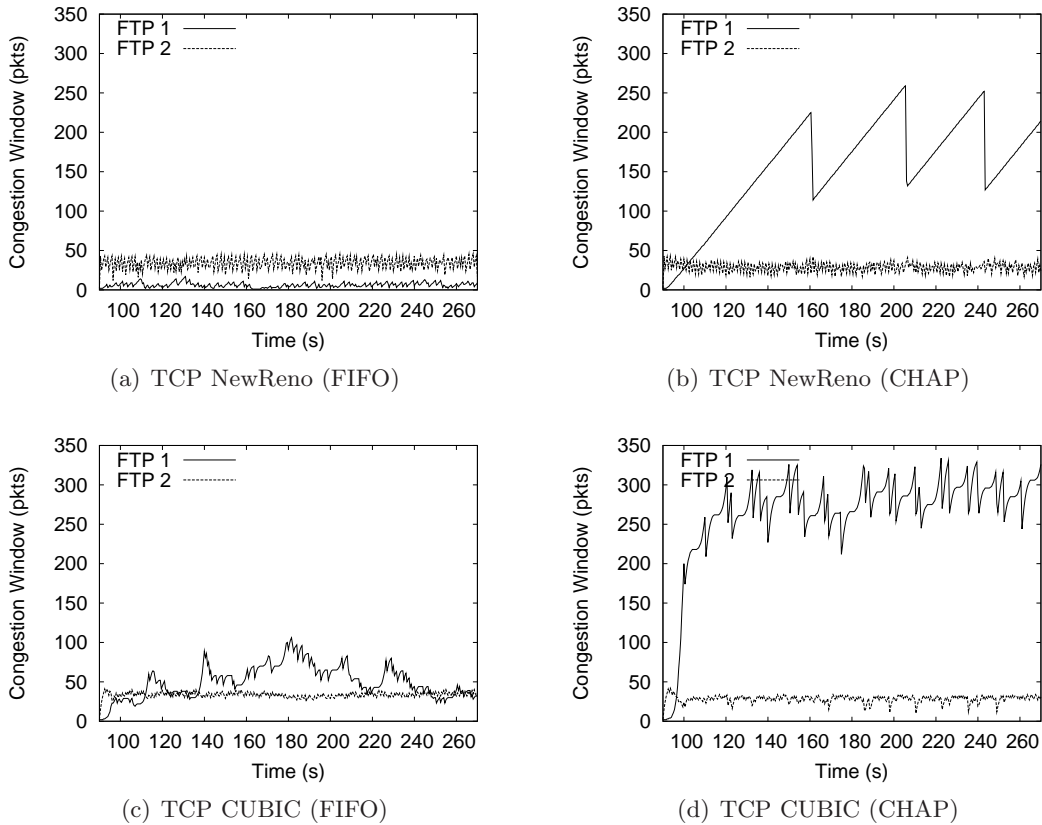 350
300
250
200
150
100
50
0
100 120 140 160 180 200 220 240 260
Congestion Window (pkts)
Time (s)
FTP 1
FTP 2
(a) TCP NewReno (FIFO)
350
300
250
200
150
100
50
0
100 120 140 160 180 200 220 240 260
Congestion Window (pkts)
Time (s)
FTP 1
FTP 2
(b) TCP NewReno (CHAP)
350
300
250
200
150
100
50
0
100 120 140 160 180 200 220 240 260
Congestion Window (pkts)
Time (s)
FTP 1
FTP 2
(c) TCP CUBIC (FIFO)
350
300
250
200
150
100
50
0
100 120 140 160 180 200 220 240 260
Congestion Window (pkts)
Time (s)
FTP 1
FTP 2
(d) TCP CUBIC (CHAP)